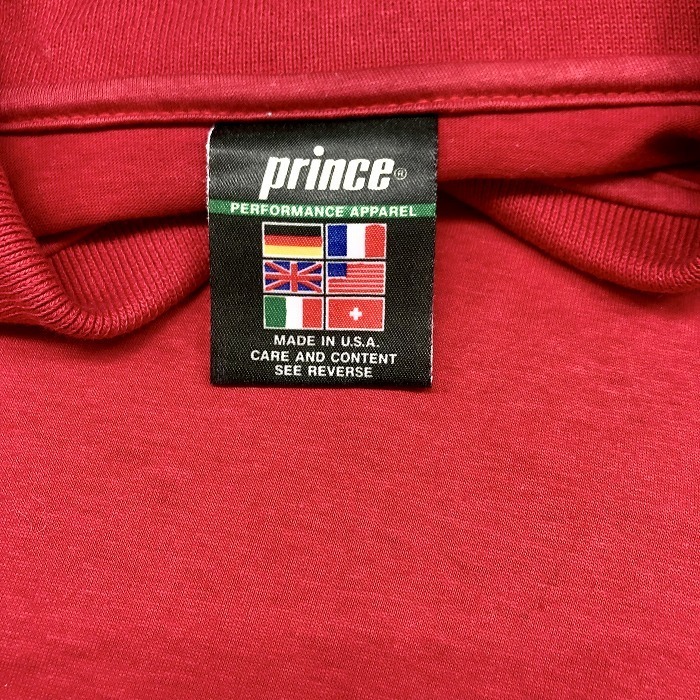 prince®
PERFORMANCE APPAREL
MADE IN U.S.A.
CARE AND CONTENT
SEE REVERSE